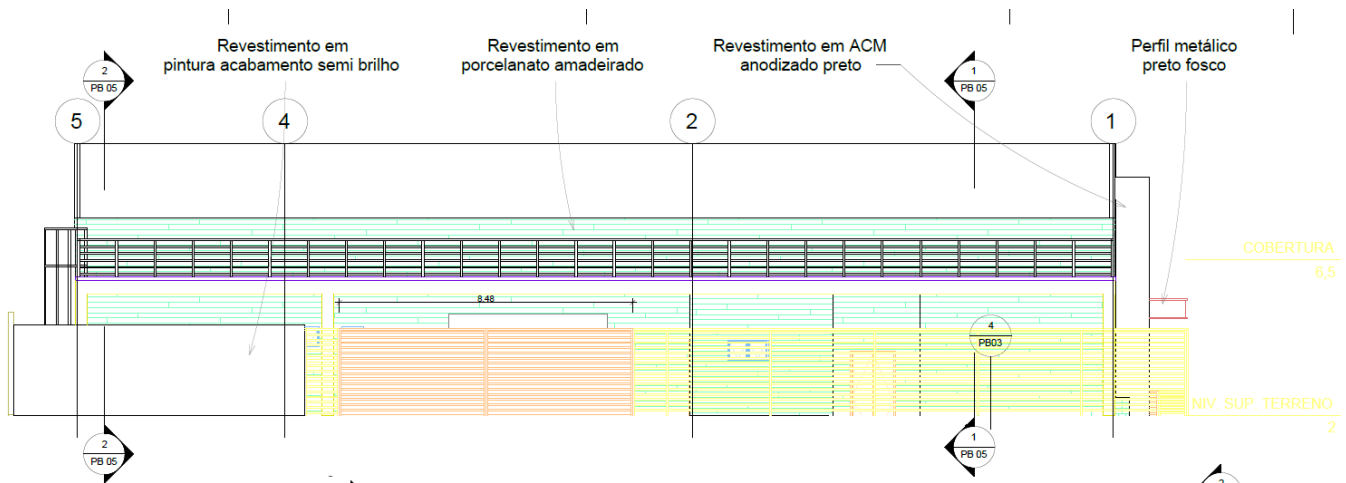 Revestimento em
pintura acabamento semi brilho
Revestimento em
porcelanato amadeirado
Revestimento em ACM
anodizado preto
Perfil metálico
preto fosco
2
PB 05
1
PB 05
5
4
2
1
COBERTURA
6,5
8.48
4
PB03
NIV. SUP. TERRENO
2
2
PB 05
1
PB 05